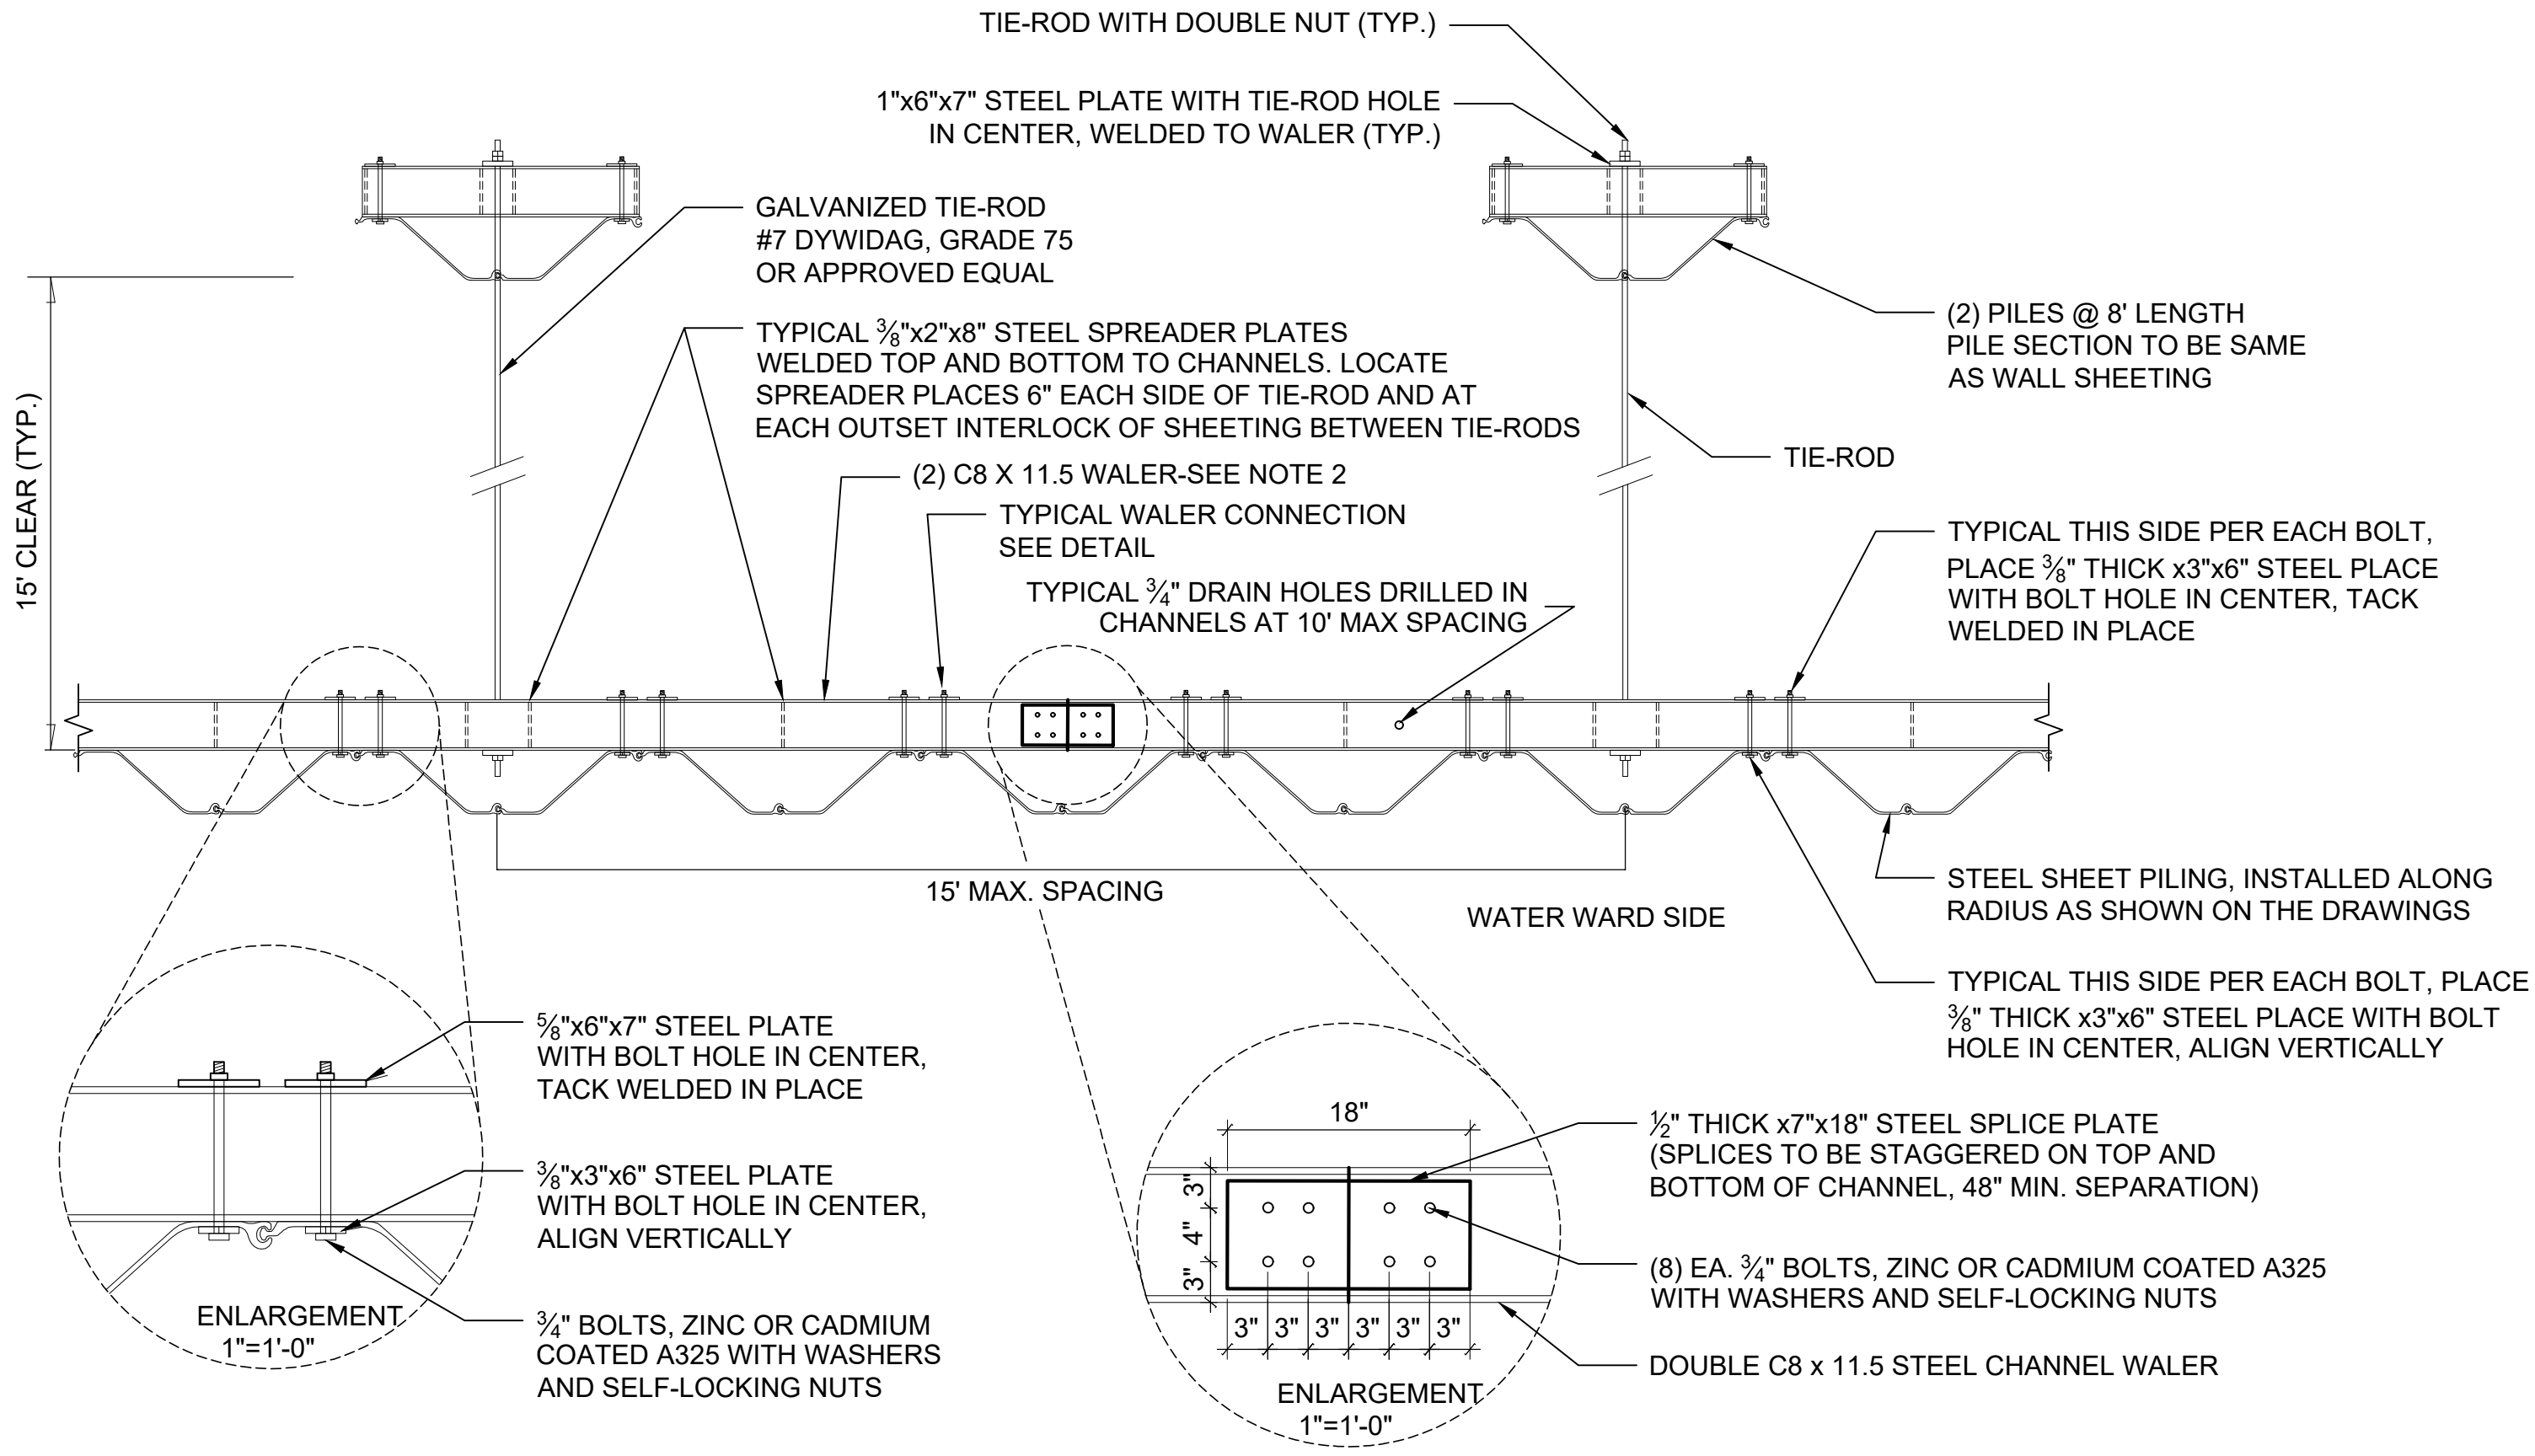 TIE-ROD WITH DOUBLE NUT (TYP.)
1"x6"x7" STEEL PLATE WITH TIE-ROD HOLE
IN CENTER, WELDED TO WALER (TYP.)
GALVANIZED TIE-ROD
#7 DYWIDAG, GRADE 75
OR APPROVED EQUAL
(2) PILES @ 8' LENGTH
PILE SECTION TO BE SAME
AS WALL SHEETING
TYPICAL ⅜"x2"x8" STEEL SPREADER PLATES
WELDED TOP AND BOTTOM TO CHANNELS. LOCATE
SPREADER PLACES 6" EACH SIDE OF TIE-ROD AND AT
EACH OUTSET INTERLOCK OF SHEETING BETWEEN TIE-RODS
TIE-ROD
15' CLEAR (TYP.)
(2) C8 X 11.5 WALER-SEE NOTE 2
TYPICAL WALER CONNECTION
SEE DETAIL
TYPICAL ¾" DRAIN HOLES DRILLED IN
CHANNELS AT 10' MAX SPACING
TYPICAL THIS SIDE PER EACH BOLT,
PLACE ⅜" THICK x3"x6" STEEL PLACE
WITH BOLT HOLE IN CENTER, TACK
WELDED IN PLACE
15' MAX. SPACING
WATER WARD SIDE
STEEL SHEET PILING, INSTALLED ALONG
RADIUS AS SHOWN ON THE DRAWINGS
TYPICAL THIS SIDE PER EACH BOLT, PLACE
⅜" THICK x3"x6" STEEL PLACE WITH BOLT
HOLE IN CENTER, ALIGN VERTICALLY
⅝"x6"x7" STEEL PLATE
WITH BOLT HOLE IN CENTER,
TACK WELDED IN PLACE
⅜"x3"x6" STEEL PLATE
WITH BOLT HOLE IN CENTER,
ALIGN VERTICALLY
¾" BOLTS, ZINC OR CADMIUM
COATED A325 WITH WASHERS
AND SELF-LOCKING NUTS
ENLARGEMENT
1"=1'-0"
18"
3"
4"
3"
3" 3" 3" 3" 3" 3"
ENLARGEMENT
1"=1'-0"
½" THICK x7"x18" STEEL SPLICE PLATE
(SPLICES TO BE STAGGERED ON TOP AND
BOTTOM OF CHANNEL, 48" MIN. SEPARATION)
(8) EA. ¾" BOLTS, ZINC OR CADMIUM COATED A325
WITH WASHERS AND SELF-LOCKING NUTS
DOUBLE C8 x 11.5 STEEL CHANNEL WALER